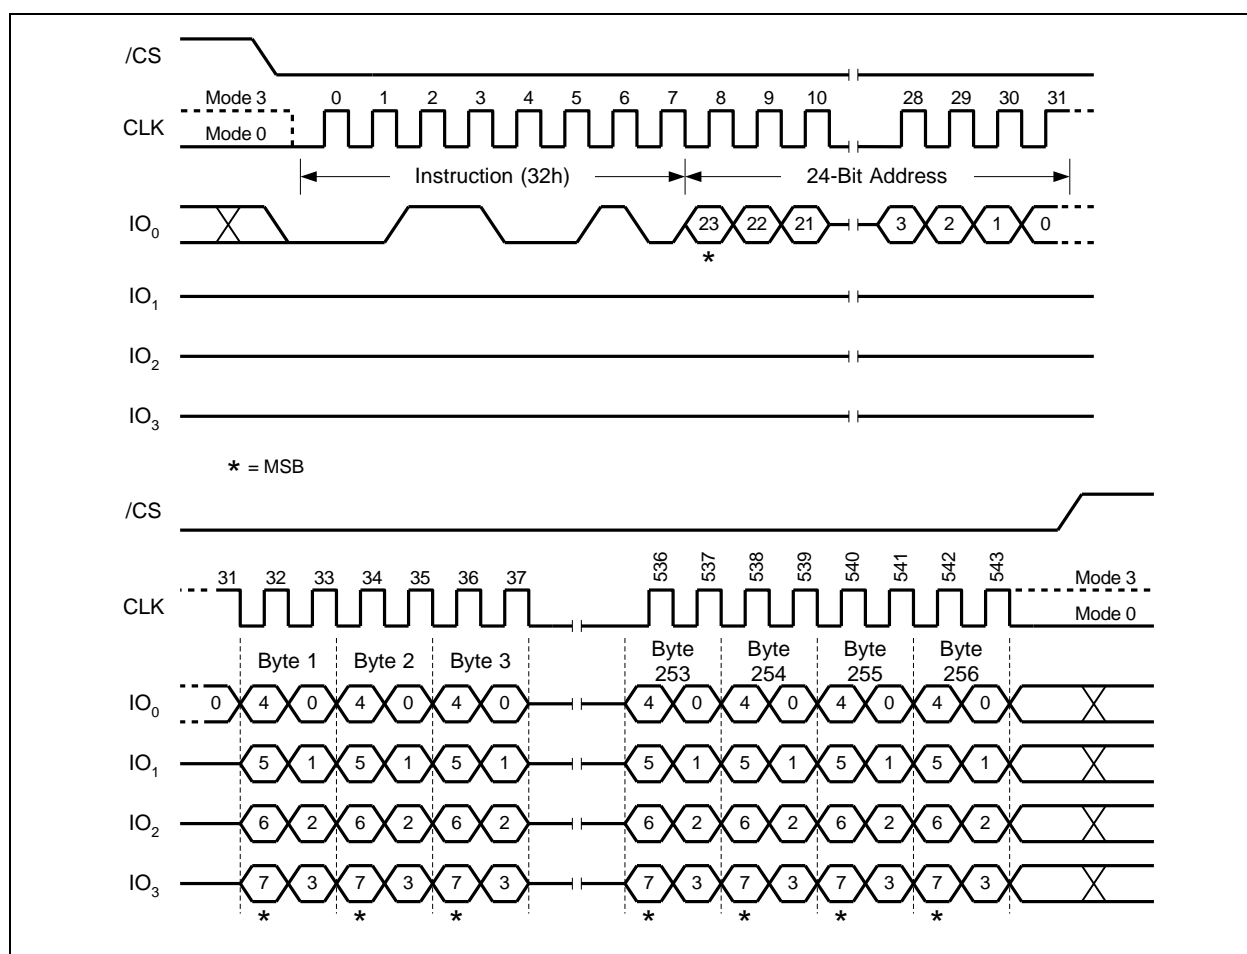 /CS
Mode 3 0 1 2 3 4 5 6 7 8 9 10 28 29 30 31
CLK
Mode 0
Instruction (32h) 24-Bit Address
IO0 23 22 21 3 2 1 0
*
IO1
IO2
IO3
* = MSB
/CS
31 32 33 34 35 36 37 536 537 538 539 540 541 542 543 Mode 3
CLK
Mode 0
Byte 1 Byte 2 Byte 3 Byte 253 Byte 254 Byte 255 Byte 256
IO0 0 4 0 4 0 4 0 4 0 4 0 4 0 4 0
IO1 5 1 5 1 5 1 5 1 5 1 5 1 5 1
IO2 6 2 6 2 6 2 6 2 6 2 6 2 6 2
IO3 7 3 7 3 7 3 7 3 7 3 7 3 7 3
* * * * * * *